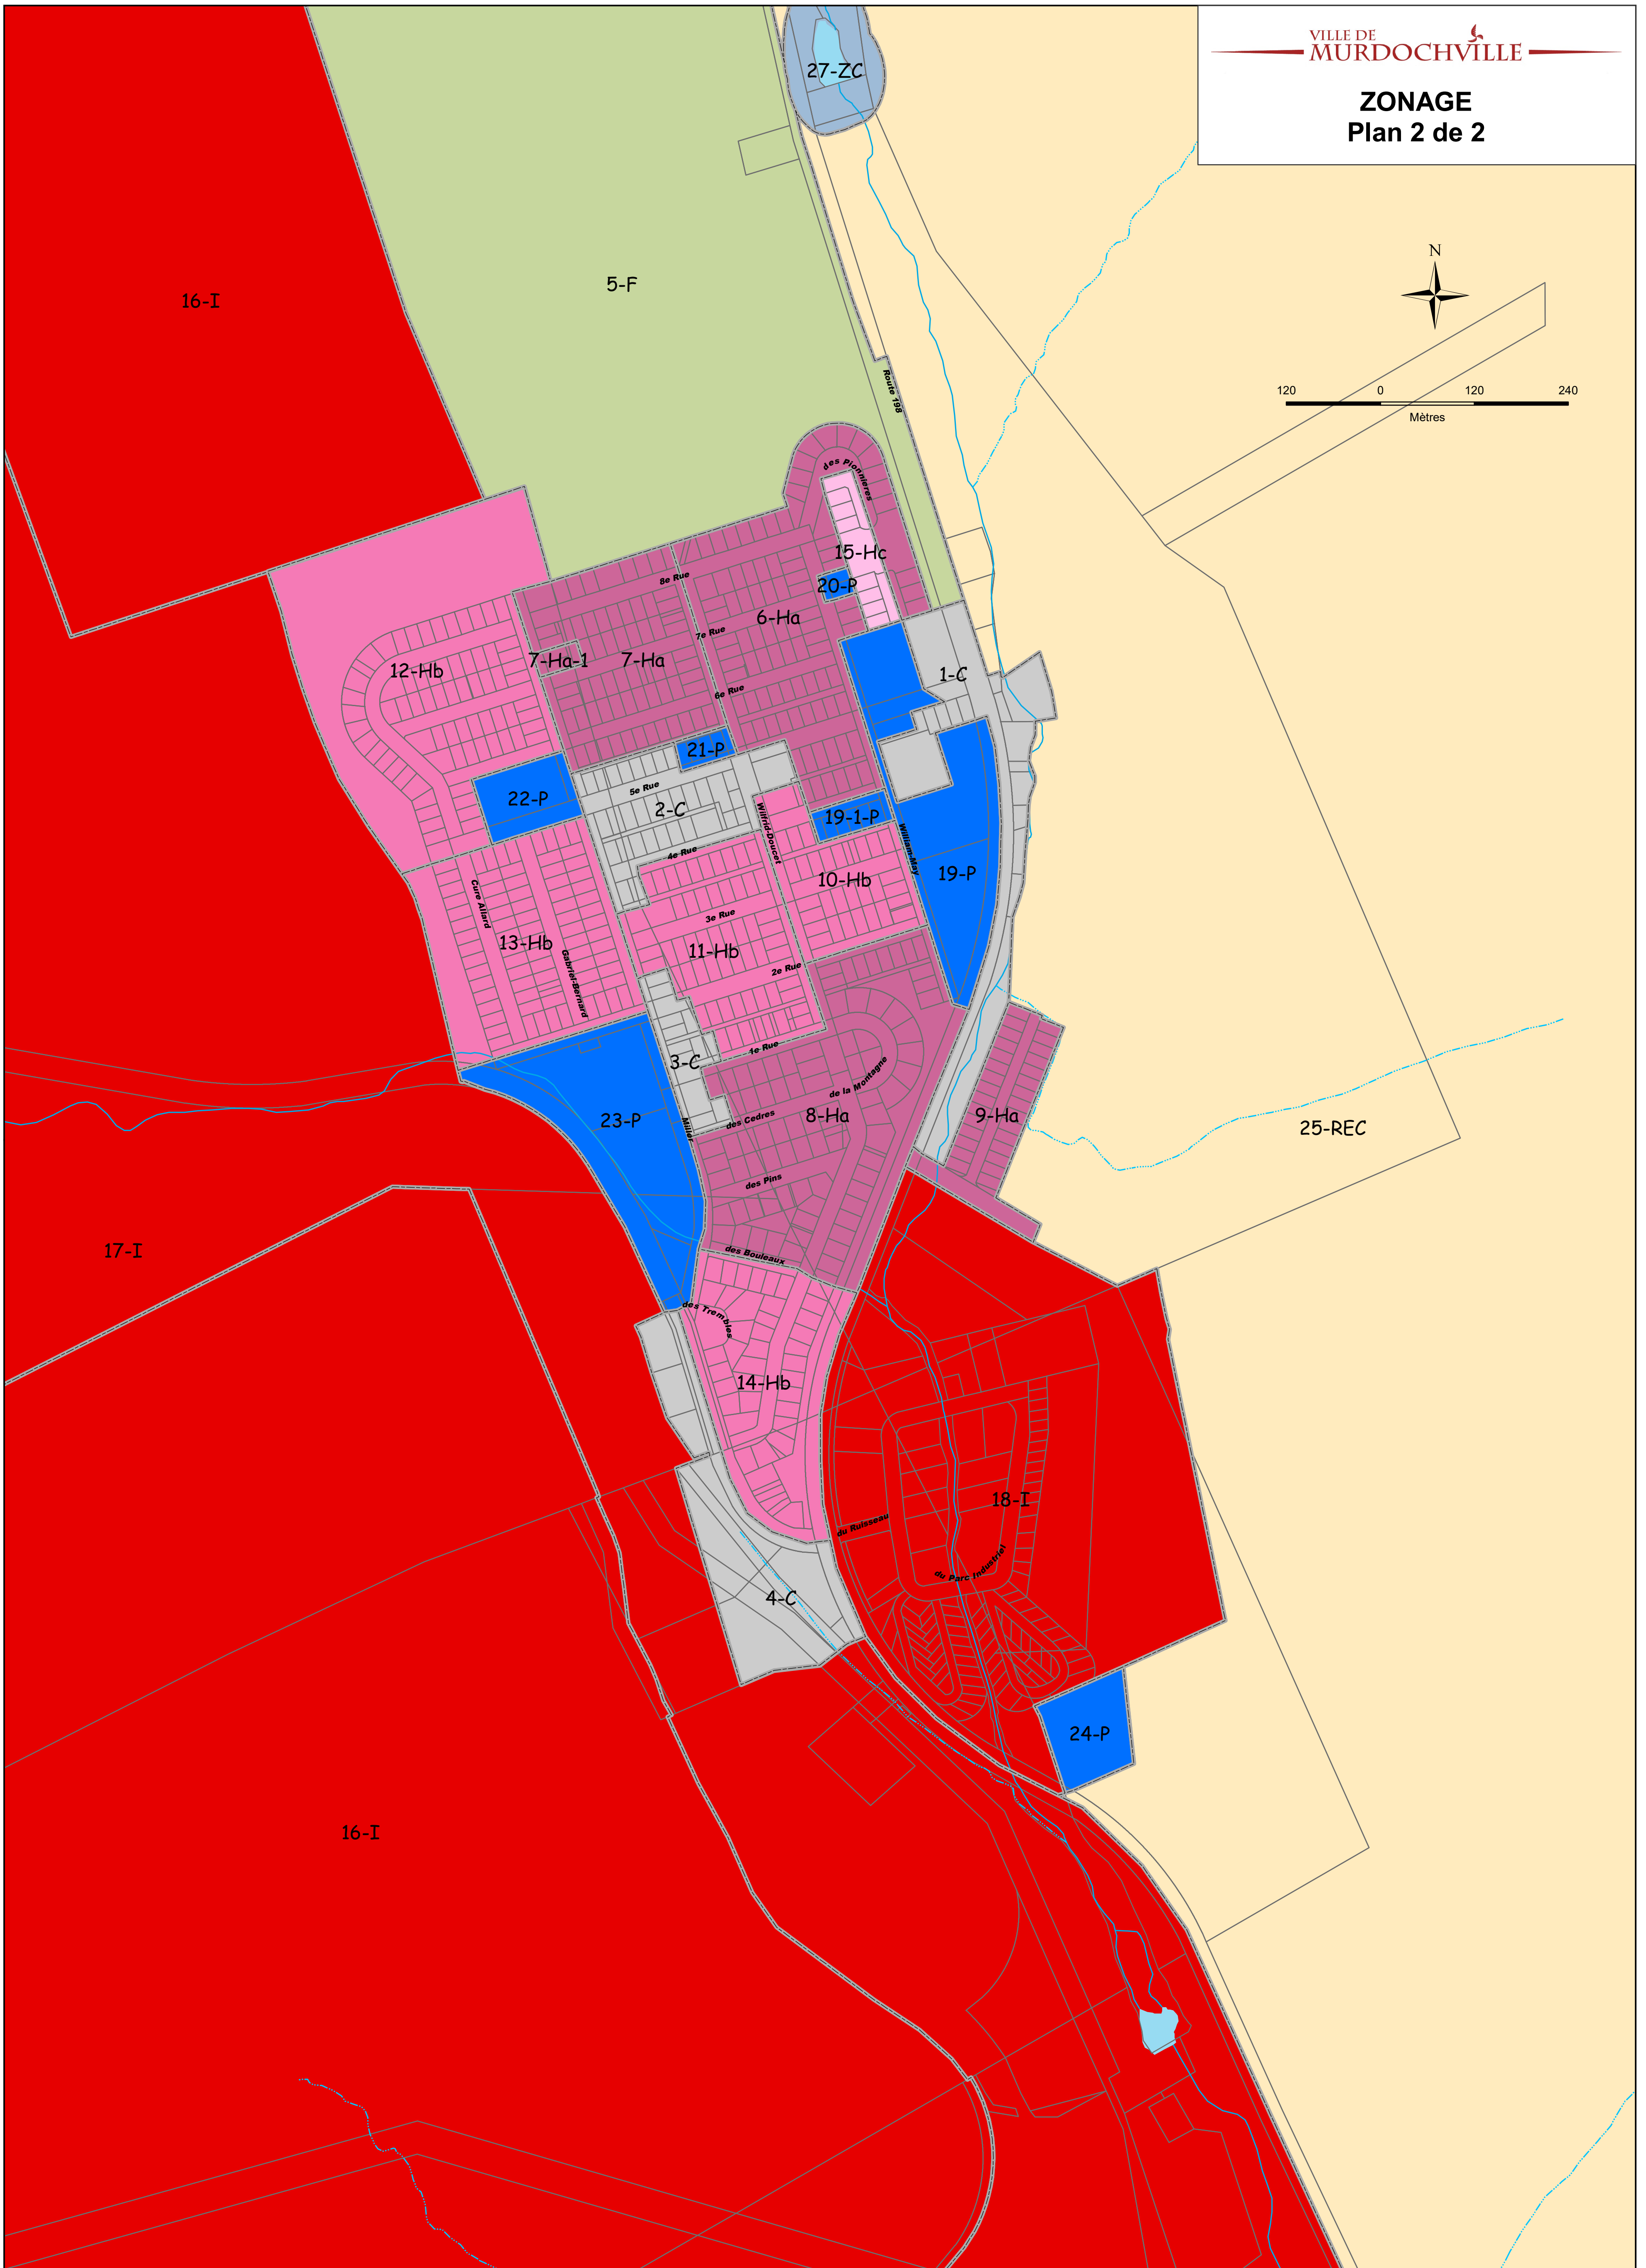 VILLE DE
MURDOCHVILLE
ZONAGE
Plan 2 de 2
27-ZC
N
120 0 120 240
Mètres
16-I
5-F
Route 198
des Pionnieres
15-Hc
20-P
8e Rue
6-Ha
7e Rue
7-Ha-1
7-Ha
12-Hb
1-C
6e Rue
21-P
5e Rue
22-P
2-C
Wilfrid-Doucet
19-1-P
William-May
4e Rue
19-P
10-Hb
Cure Allard
3e Rue
13-Hb
11-Hb
Gabriel-Bernard
2e Rue
1e Rue
3-C
de la Montagne
des Cedres
8-Ha
9-Ha
23-P
Miller
25-REC
des Pins
17-I
des Bouleaux
des Trembles
14-Hb
18-I
du Ruisseau
du Parc Industriel
4-C
24-P
16-I